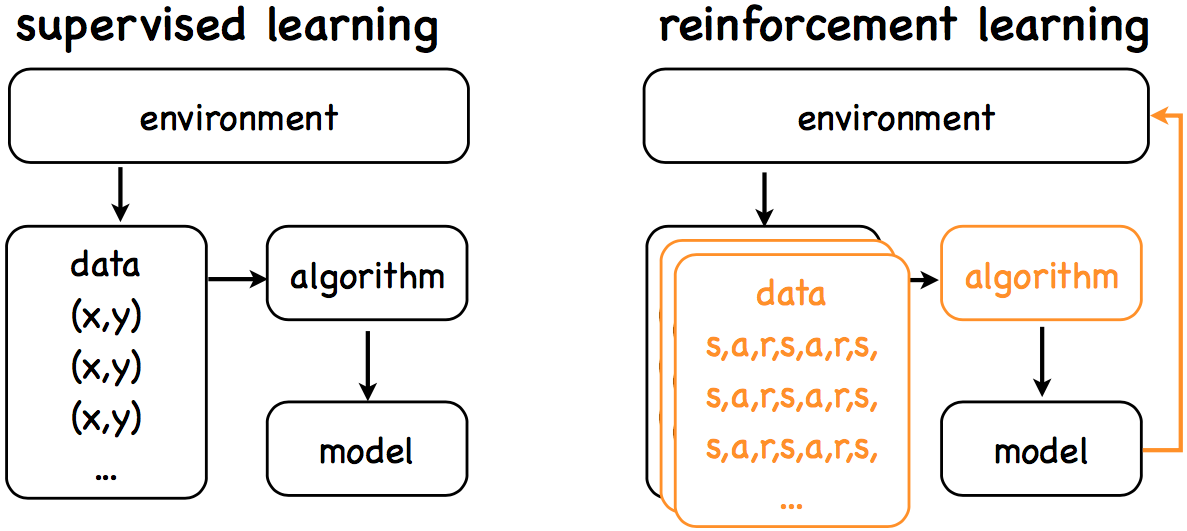 supervised learning
environment
data
(x,y)
(x,y)
(x,y)
...
algorithm
model
reinforcement learning
environment
data
s,a,r,s,a,r,s,
s,a,r,s,a,r,s,
s,a,r,s,a,r,s,
...
algorithm
model